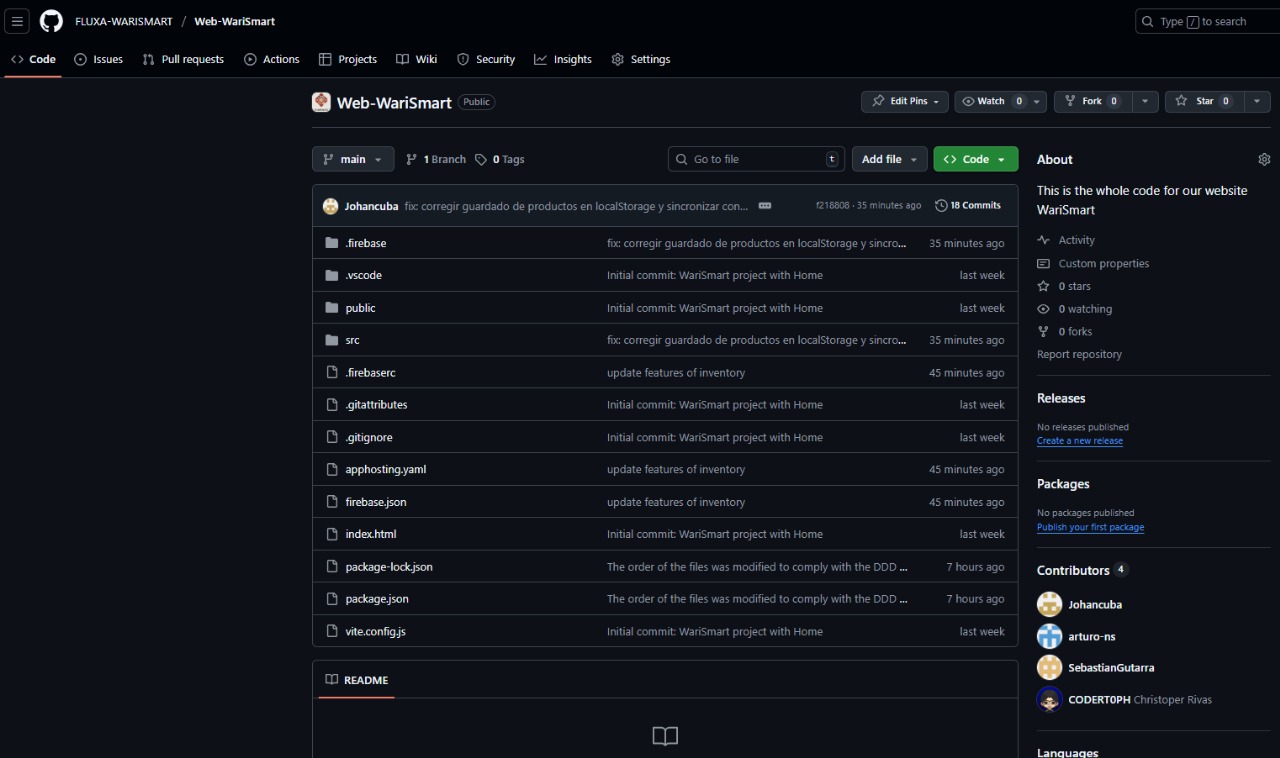 FLUXA-WARISMART / Web-WariSmart
Type / to search
Code Issues Pull requests Actions Projects Wiki Security Insights Settings
Web-WariSmart Public
Edit Pins Watch 0 Fork 0 Star 0
main 1 Branch 0 Tags
Go to file t Add file Code
Johancuba fix: corregir guardado de productos en localStorage y sincronizar con... f218808 · 35 minutes ago 18 Commits
.firebase fix: corregir guardado de productos en localStorage y sincro... 35 minutes ago
.vscode Initial commit: WariSmart project with Home last week
public Initial commit: WariSmart project with Home last week
src fix: corregir guardado de productos en localStorage y sincro... 35 minutes ago
.firebaserc update features of inventory 45 minutes ago
.gitattributes Initial commit: WariSmart project with Home last week
.gitignore Initial commit: WariSmart project with Home last week
apphosting.yaml update features of inventory 45 minutes ago
firebase.json update features of inventory 45 minutes ago
index.html Initial commit: WariSmart project with Home last week
package-lock.json The order of the files was modified to comply with the DDD ... 7 hours ago
package.json The order of the files was modified to comply with the DDD ... 7 hours ago
vite.config.js Initial commit: WariSmart project with Home last week
README
About
This is the whole code for our website
WariSmart
Activity
Custom properties
0 stars
0 watching
0 forks
Report repository
Releases
No releases published
Create a new release
Packages
No packages published
Publish your first package
Contributors 4
Johancuba
arturo-ns
SebastianGutarra
CODERT0PH Christoper Rivas
Languages